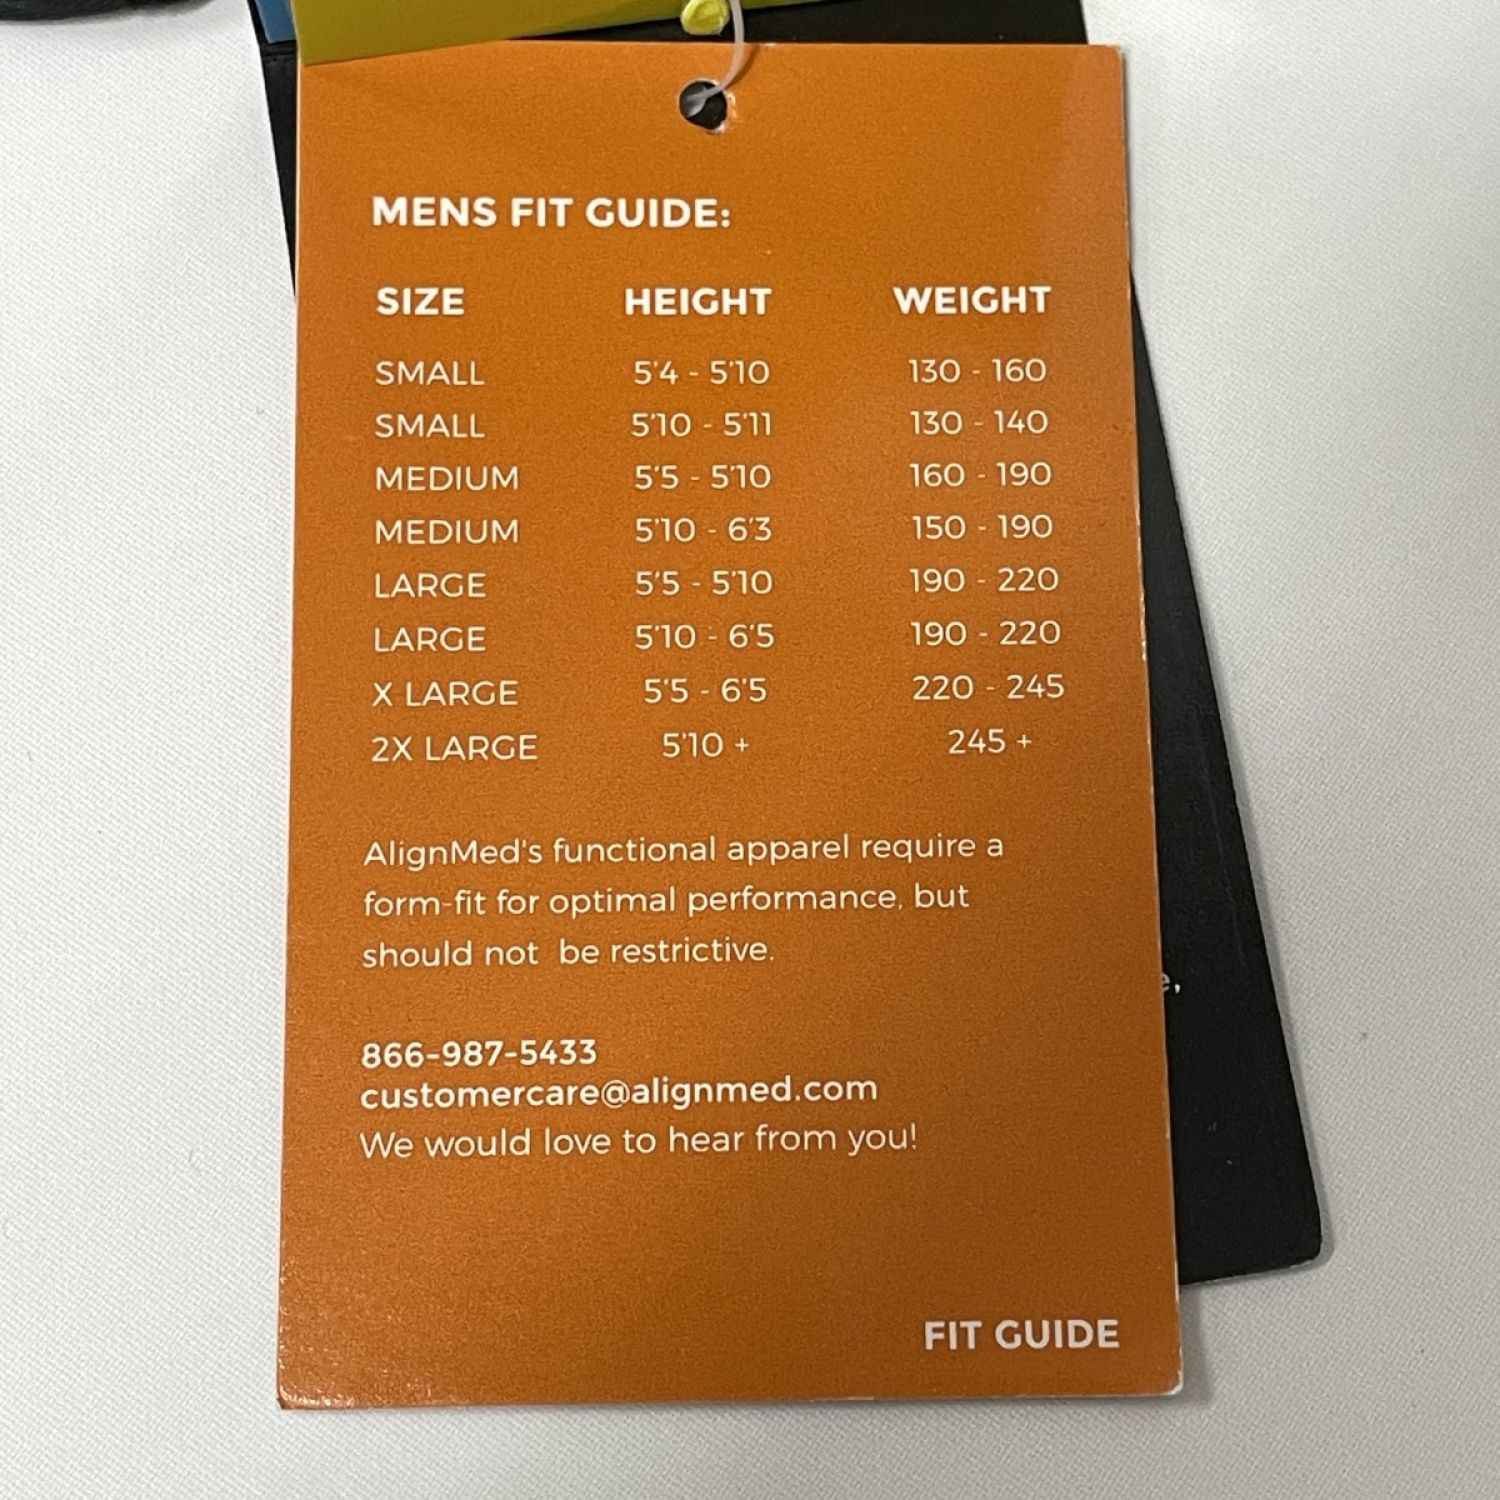 MENS FIT GUIDE:
SIZE HEIGHT WEIGHT
SMALL 5'4 - 5'10 130 - 160
SMALL 5'10 - 5'11 130 - 140
MEDIUM 5'5 - 5'10 160 - 190
MEDIUM 5'10 - 6'3 150 - 190
LARGE 5'5 - 5'10 190 - 220
LARGE 5'10 - 6'5 190 - 220
X LARGE 5'5 - 6'5 220 - 245
2X LARGE 5'10 + 245 +
AlignMed's functional apparel require a
form-fit for optimal performance, but
should not be restrictive.
866-987-5433
customercare@alignmed.com
We would love to hear from you!
FIT GUIDE